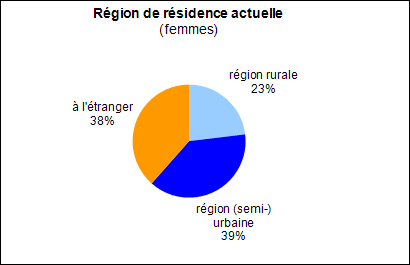 Région de résidence actuelle
(femmes)
région rurale
23%
à l'étranger
38%
région (semi-)
urbaine
39%